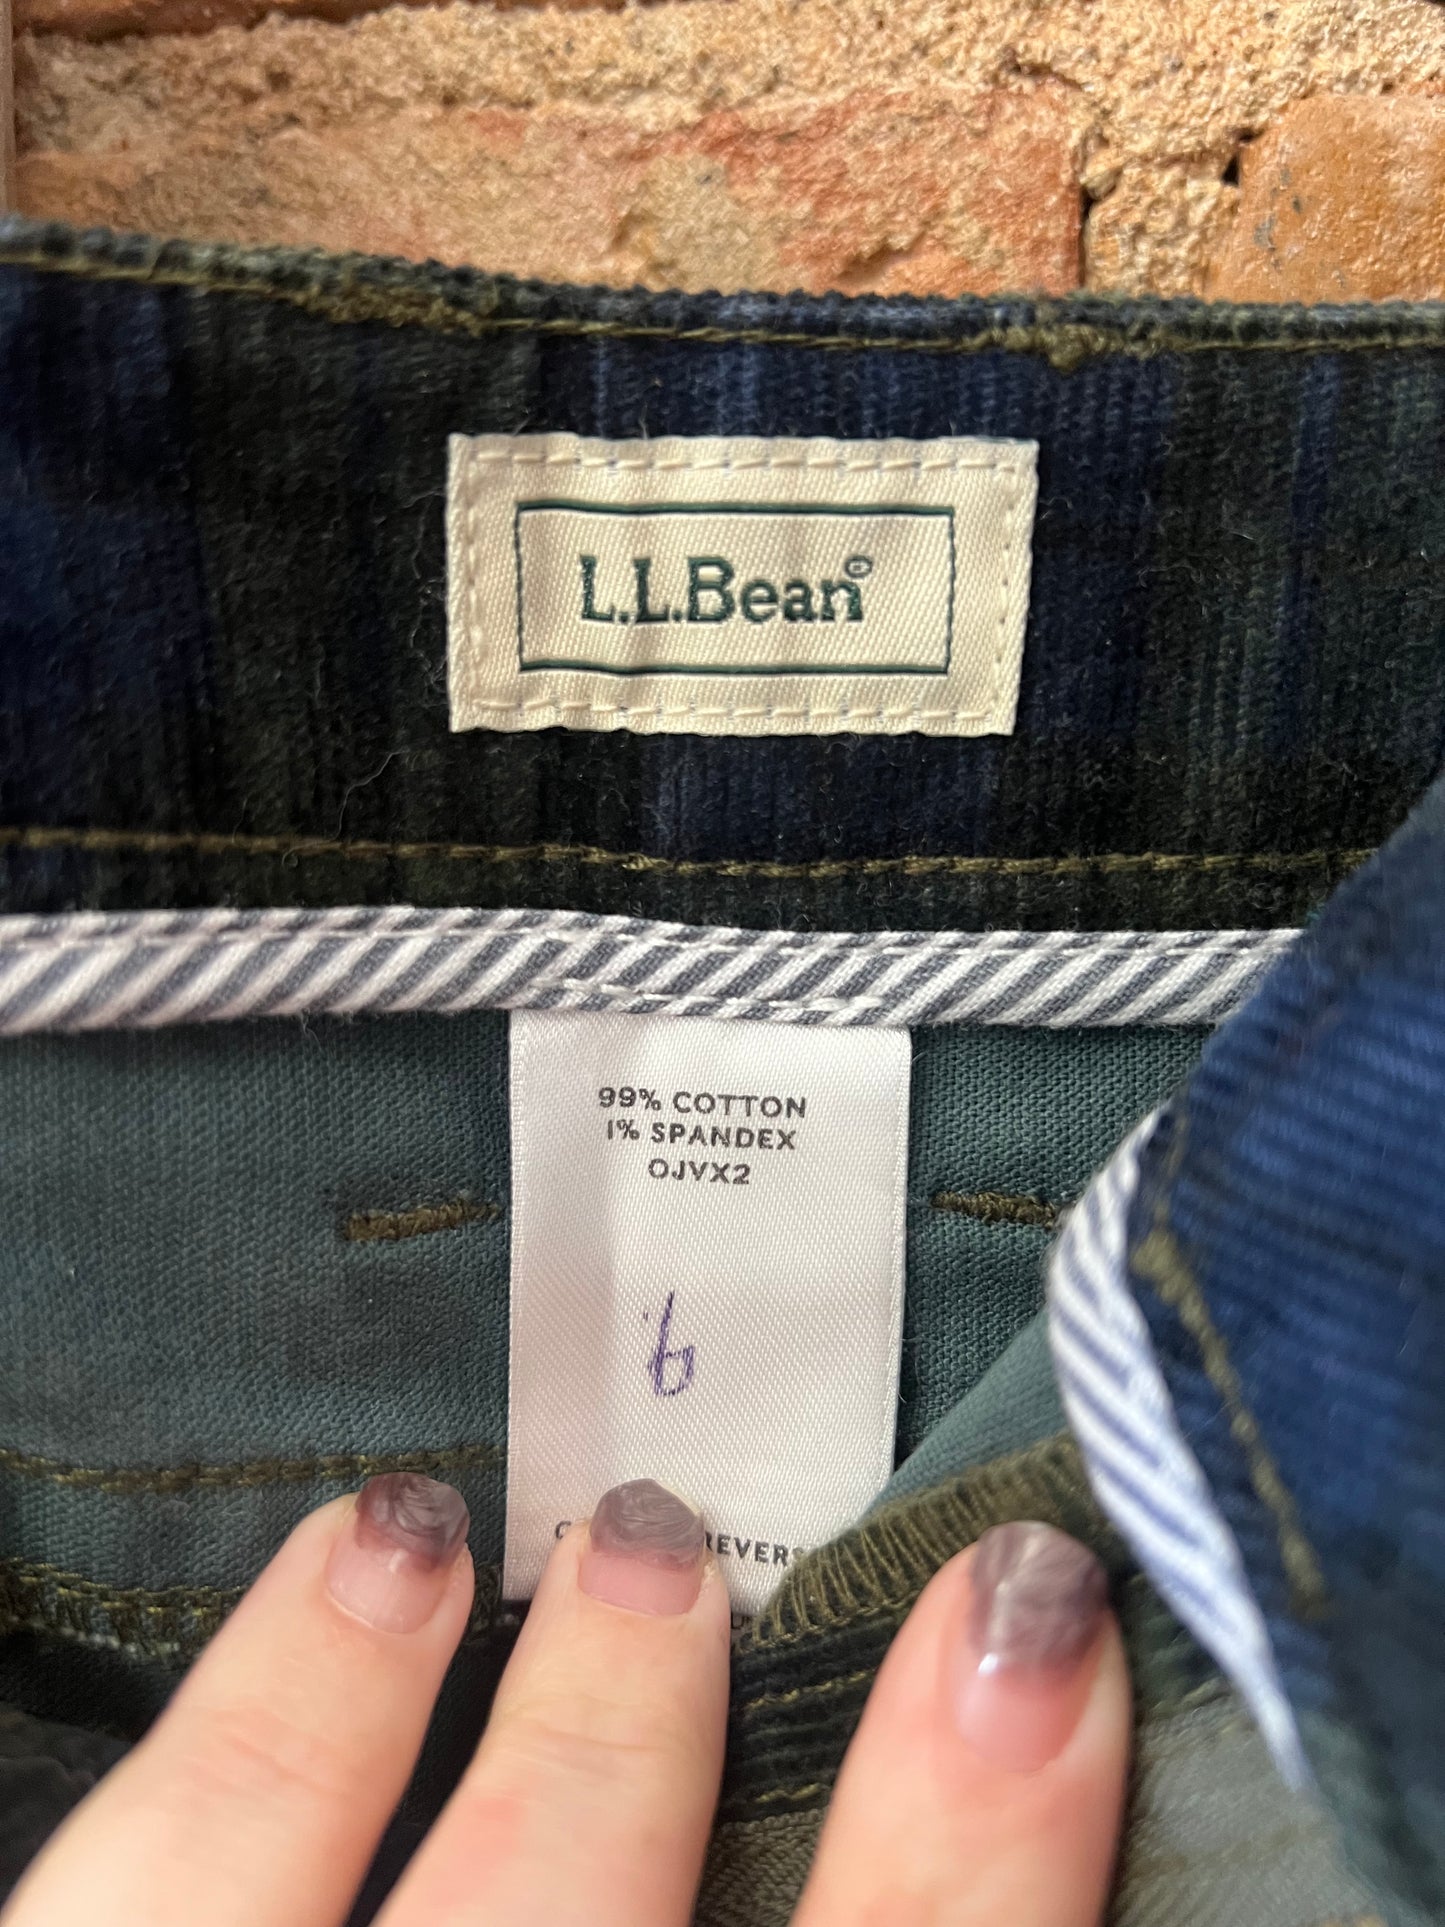 L.L.Bean®
99% COTTON
1% SPANDEX
OJVX2
6